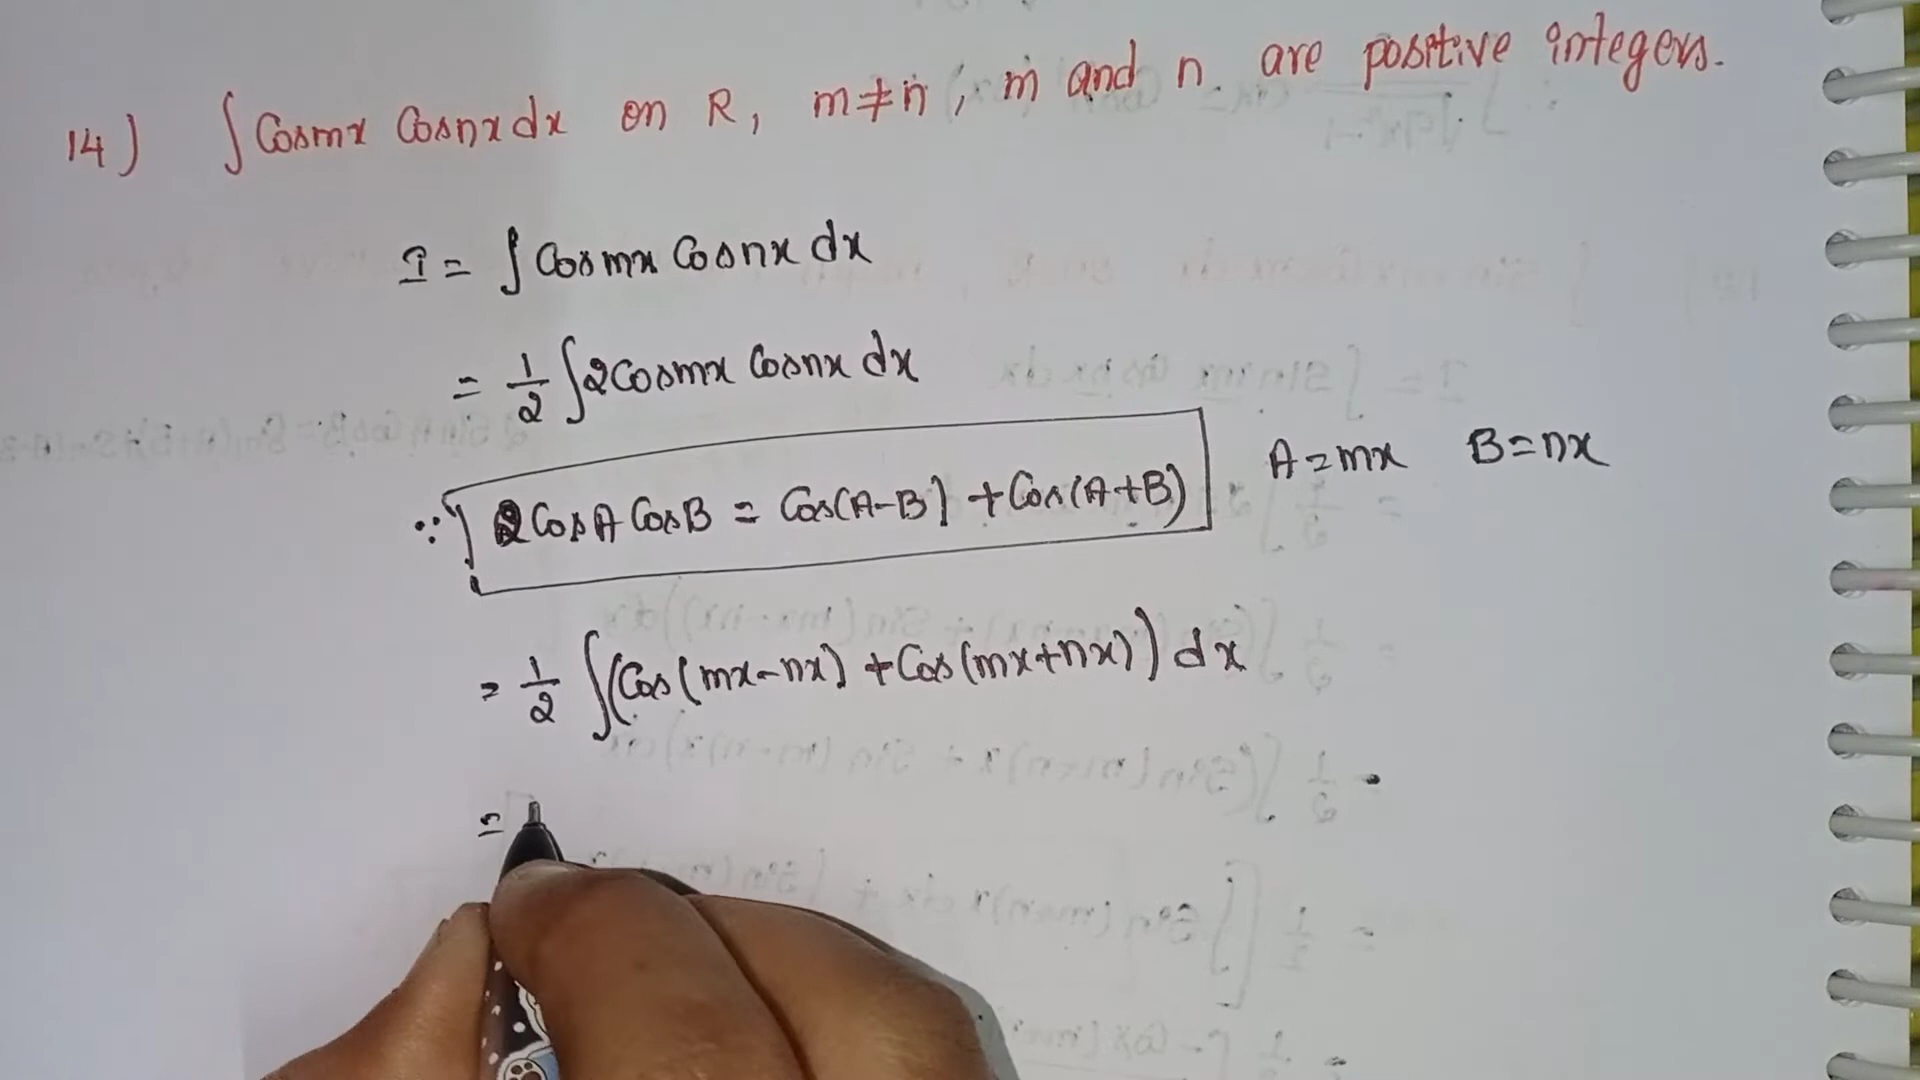 14) ∫ Cosmx Cosnx dx on R, m≠n, m and n are positive integers.
I = ∫ Cosmx Cosnx dx
= 1/2 ∫ 2Cosmx Cosnx dx
∵ 2CosA CosB = Cos(A-B) + Cos(A+B) A=mx B=nx
= 1/2 ∫(Cos(mx-nx) + Cos(mx+nx)) dx
=